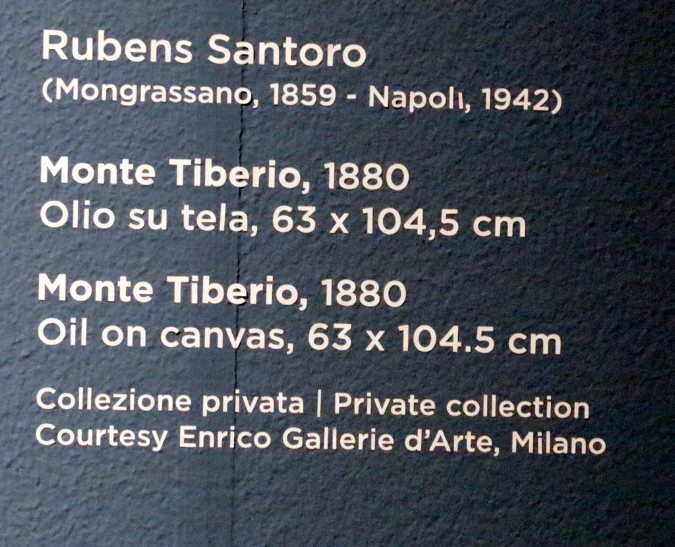 Rubens Santoro
(Mongrassano, 1859 - Napoli, 1942)
Monte Tiberio, 1880
Olio su tela, 63 x 104,5 cm
Monte Tiberio, 1880
Oil on canvas, 63 x 104.5 cm
Collezione privata | Private collection
Courtesy Enrico Gallerie d’Arte, Milano